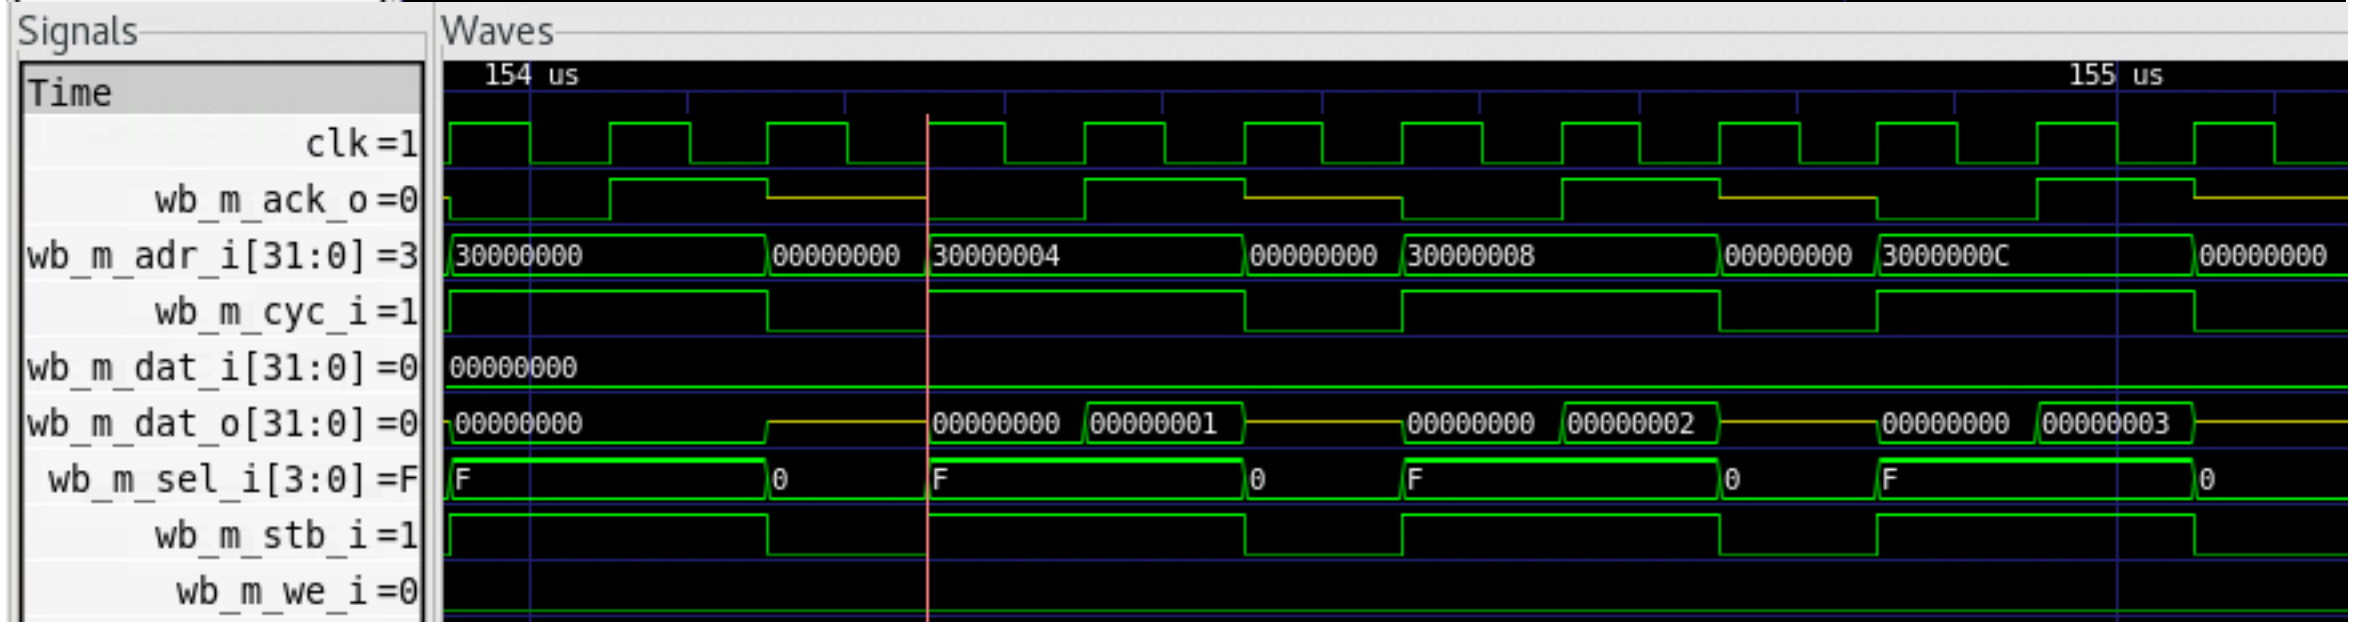 Signals Waves
Time 154 us 155 us
clk=1
wb_m_ack_o=0
wb_m_adr_i[31:0]=3 30000000 00000000 30000004 00000000 30000008 00000000 3000000C 00000000
wb_m_cyc_i=1
wb_m_dat_i[31:0]=0 00000000
wb_m_dat_o[31:0]=0 00000000 00000000 00000001 00000000 00000002 00000000 00000003
wb_m_sel_i[3:0]=F F 0 F 0 F 0 F 0
wb_m_stb_i=1
wb_m_we_i=0